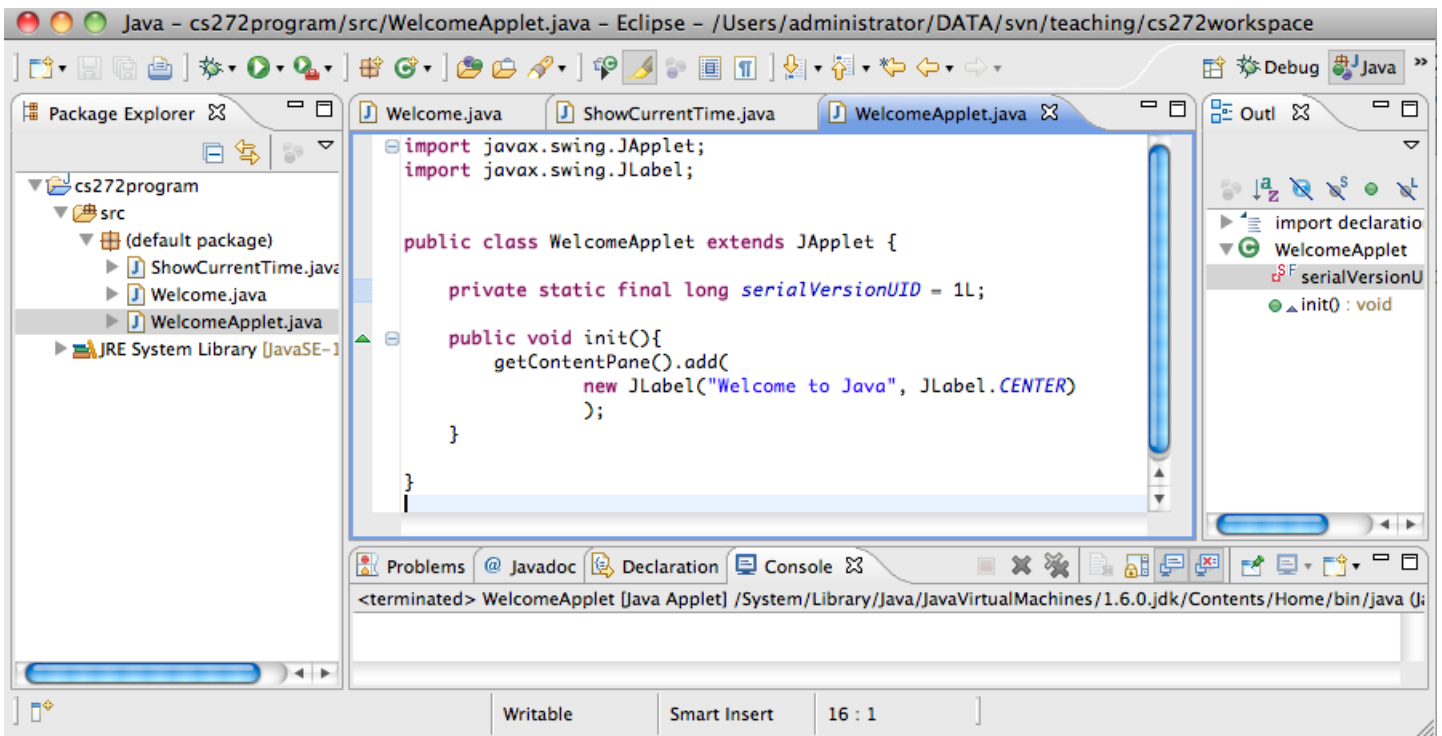 Java – cs272program/src/WelcomeApplet.java – Eclipse – /Users/administrator/DATA/svn/teaching/cs272workspace
Debug Java »
Package Explorer
cs272program
src
(default package)
ShowCurrentTime.java
Welcome.java
WelcomeApplet.java
JRE System Library [JavaSE-1
Welcome.java ShowCurrentTime.java WelcomeApplet.java
import javax.swing.JApplet;
import javax.swing.JLabel;
public class WelcomeApplet extends JApplet {
private static final long serialVersionUID = 1L;
public void init(){
getContentPane().add(
new JLabel("Welcome to Java", JLabel.CENTER)
);
}
}
Outl
import declaratio
WelcomeApplet
serialVersionU
init() : void
Problems @ Javadoc Declaration Console
<terminated> WelcomeApplet [Java Applet] /System/Library/Java/JavaVirtualMachines/1.6.0.jdk/Contents/Home/bin/java (Ja
Writable Smart Insert 16 : 1